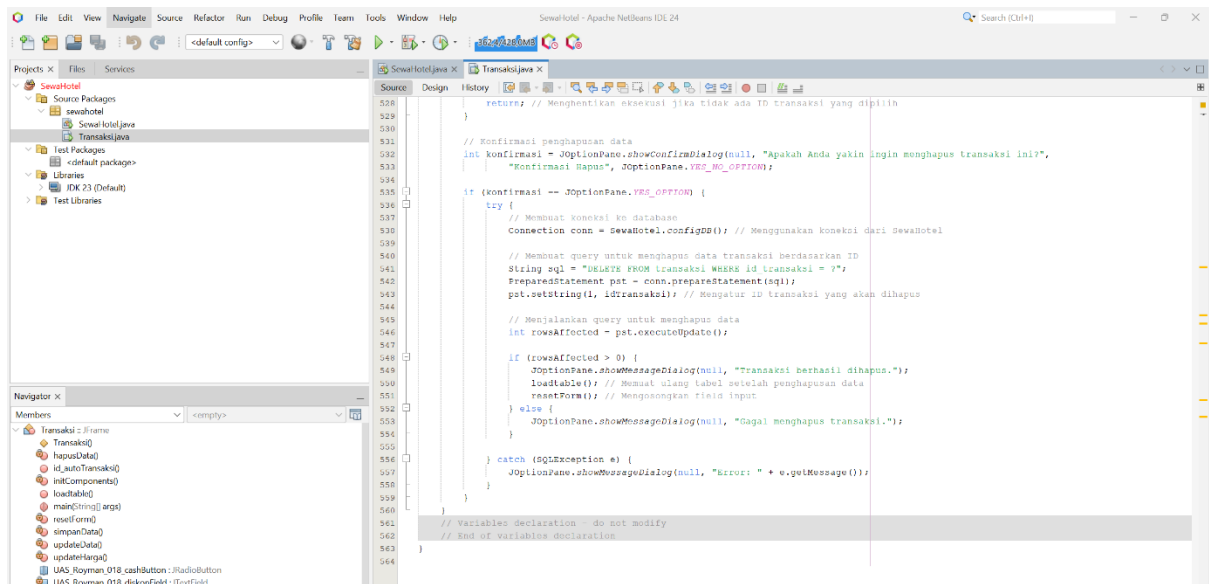 File Edit View Navigate Source Refactor Run Debug Profile Team Tools Window Help SewaHotel - Apache NetBeans IDE 24 Search (Ctrl+I)
<default config> 362,4/428,0MB
Projects Files Services
SewaHotel
Source Packages
sewahotel
SewaHotel.java
Transaksi.java
Test Packages
<default package>
Libraries
JDK 23 (Default)
Test Libraries
Navigator
Members <empty>
Transaksi :: JFrame
Transaksi()
hapusData()
id_autoTransaksi()
initComponents()
loadtable()
main(String[] args)
resetForm()
simpanData()
updateData()
updateHarga()
UAS_Royman_018_cashButton : JRadioButton
UAS_Royman_018_diskonField : JTextField
SewaHotel.java Transaksi.java
Source Design History
528 return; // Menghentikan eksekusi jika tidak ada ID transaksi yang dipilih
529 }
530
531 // Konfirmasi penghapusan data
532 int konfirmasi = JOptionPane.showConfirmDialog(null, "Apakah Anda yakin ingin menghapus transaksi ini?",
533 "Konfirmasi Hapus", JOptionPane.YES_NO_OPTION);
534
535 if (konfirmasi == JOptionPane.YES_OPTION) {
536 try {
537 // Membuat koneksi ke database
538 Connection conn = SewaHotel.configDB(); // Menggunakan koneksi dari SewaHotel
539
540 // Membuat query untuk menghapus data transaksi berdasarkan ID
541 String sql = "DELETE FROM transaksi WHERE id_transaksi = ?";
542 PreparedStatement pst = conn.prepareStatement(sql);
543 pst.setString(1, idTransaksi); // Mengatur ID transaksi yang akan dihapus
544
545 // Menjalankan query untuk menghapus data
546 int rowsAffected = pst.executeUpdate();
547
548 if (rowsAffected > 0) {
549 JOptionPane.showMessageDialog(null, "Transaksi berhasil dihapus.");
550 loadtable(); // Memuat ulang tabel setelah penghapusan data
551 resetForm(); // Mengosongkan field input
552 } else {
553 JOptionPane.showMessageDialog(null, "Gagal menghapus transaksi.");
554 }
555
556 } catch (SQLException e) {
557 JOptionPane.showMessageDialog(null, "Error: " + e.getMessage());
558 }
559 }
560 }
561 // Variables declaration - do not modify
562 // End of variables declaration
563 }
564